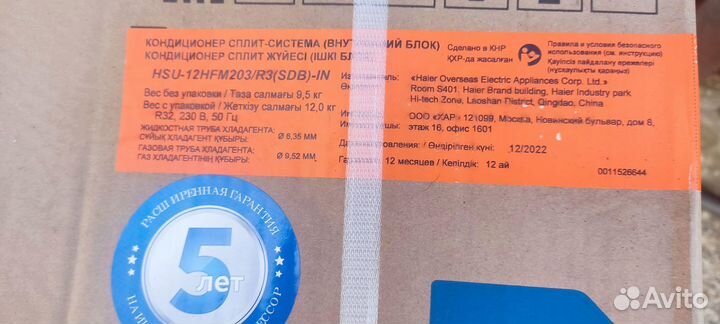 КОНДИЦИОНЕР СПЛИТ-СИСТЕМА (ВНУТРЕННИЙ БЛОК)
КОНДИЦИОНЕР СПЛИТ ЖҮЙЕСІ (ІШКІ БЛОК)
HSU-12HFM203/R3(SDB)-IN
Вес без упаковки / Таза салмағы 9,5 кг
Вес с упаковкой / Жеткізу салмағы 12,0 кг
R32, 230 В, 50 Гц
ЖИДКОСТНАЯ ТРУБА ХЛАДАГЕНТА:
СҰЙЫҚ ХЛАДАГЕНТ ҚҰБЫРЫ: Ø 6,35 ММ
ГАЗОВАЯ ТРУБА ХЛАДАГЕНТА:
ГАЗ ХЛАДАГЕНТІНІҢ ҚҰБЫРЫ: Ø 9,52 ММ
Сделано в КНР
ҚХР-да жасалған
Правила и условия безопасного
использования (см. инструкцию)
Қауіпсіз пайдалану ережелері
(нұсқаулықты қараңыз)
«Haier Overseas Electric Appliances Corp. Ltd.»
Room S401, Haier Brand building, Haier Industry park
Hi-tech Zone, Laoshan District, Qingdao, China
ООО «ХАР» 121099, Москва, Новинский бульвар, дом 8,
этаж 16, офис 1601
/ Өндірілген күні: 12/2022
12 месяцев / Кепілдік: 12 ай
0011526644
РАСШИРЕННАЯ ГАРАНТИЯ
5
лет
Avito